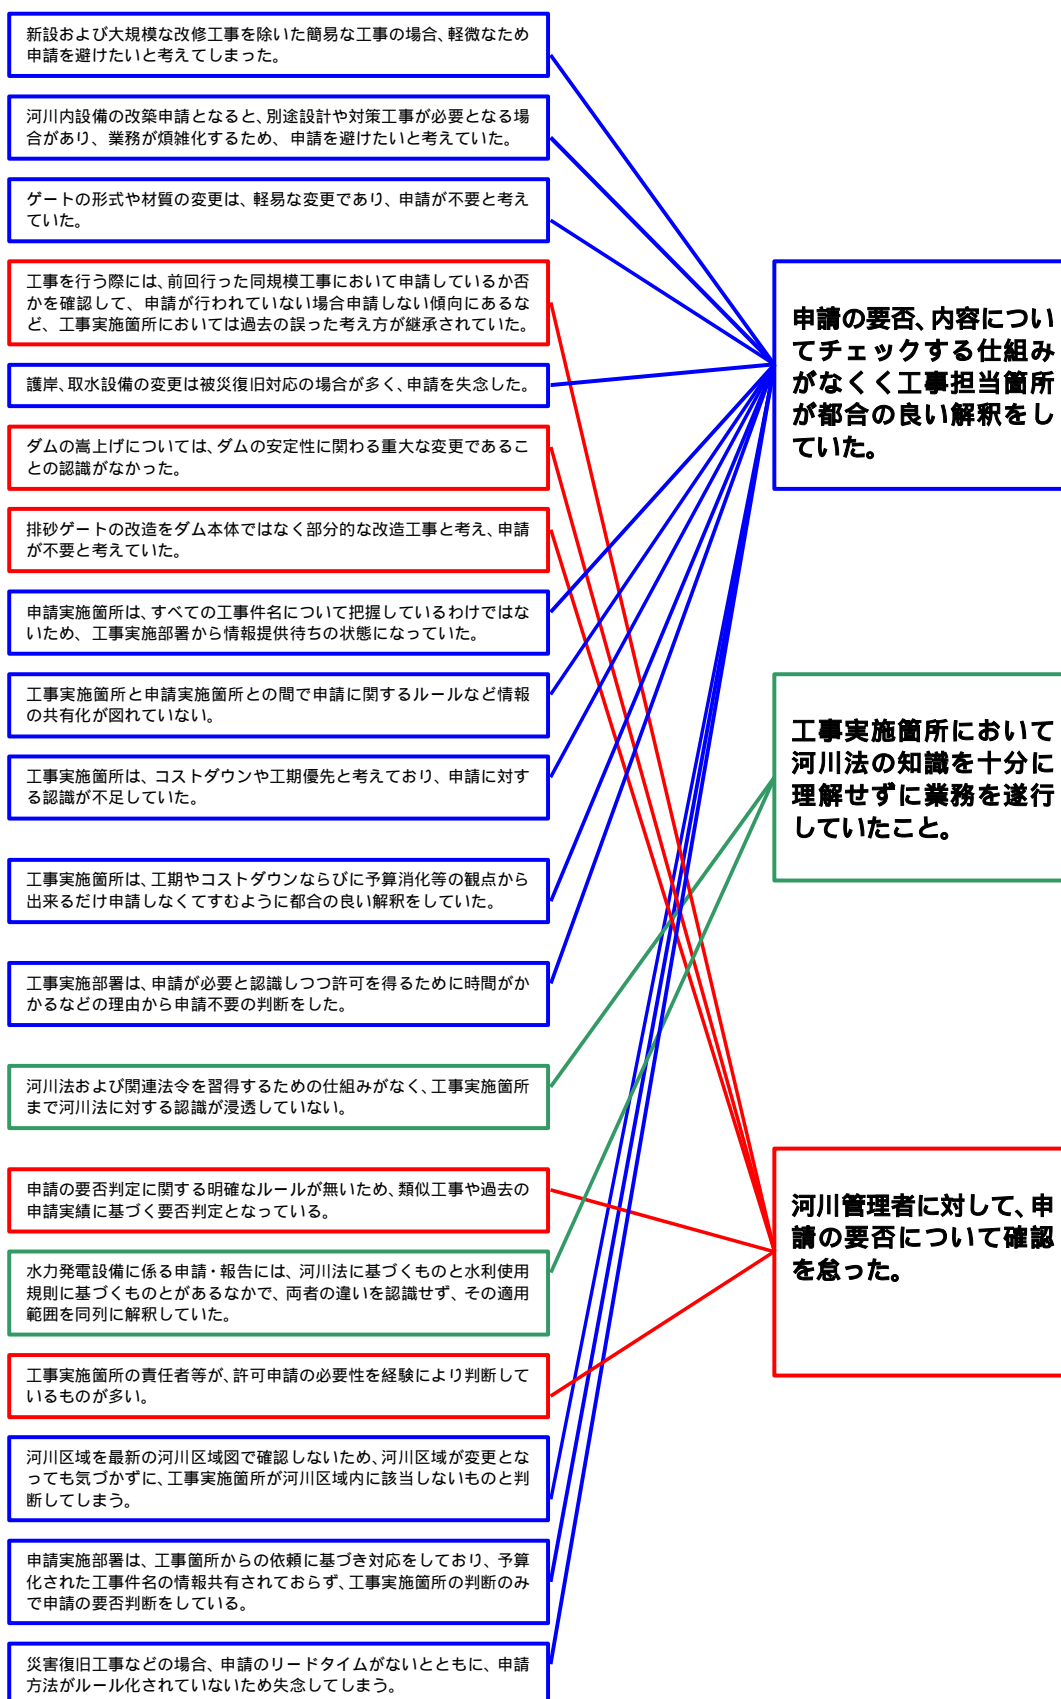 新設および大規模な改修工事を除いた簡易な工事の場合、軽微なため
申請を避けたいと考えてしまった。
河川内設備の改築申請となると、別途設計や対策工事が必要となる場
合があり、業務が煩雑化するため、申請を避けたいと考えていた。
ゲートの形式や材質の変更は、軽易な変更であり、申請が不要と考え
ていた。
工事を行う際には、前回行った同規模工事において申請しているか否
かを確認して、申請が行われていない場合申請しない傾向にあるな
ど、工事実施箇所においては過去の誤った考え方が継承されていた。
護岸、取水設備の変更は被災復旧対応の場合が多く、申請を失念した。
ダムの嵩上げについては、ダムの安定性に関わる重大な変更であるこ
との認識がなかった。
排砂ゲートの改造をダム本体ではなく部分的な改造工事と考え、申請
が不要と考えていた。
申請実施箇所は、すべての工事件名について把握しているわけではな
いため、工事実施部署から情報提供待ちの状態になっていた。
工事実施箇所と申請実施箇所との間で申請に関するルールなど情報
の共有化が図れていない。
工事実施箇所は、コストダウンや工期優先と考えており、申請に対す
る認識が不足していた。
工事実施箇所は、工期やコストダウンならびに予算消化等の観点から
出来るだけ申請しなくてすむように都合の良い解釈をしていた。
工事実施部署は、申請が必要と認識しつつ許可を得るために時間がか
かるなどの理由から申請不要の判断をした。
河川法および関連法令を習得するための仕組みがなく、工事実施箇所
まで河川法に対する認識が浸透していない。
申請の要否判定に関する明確なルールが無いため、類似工事や過去の
申請実績に基づく要否判定となっている。
水力発電設備に係る申請・報告には、河川法に基づくものと水利使用
規則に基づくものとがあるなかで、両者の違いを認識せず、その適用
範囲を同列に解釈していた。
工事実施箇所の責任者等が、許可申請の必要性を経験により判断して
いるものが多い。
河川区域を最新の河川区域図で確認しないため、河川区域が変更とな
っても気づかずに、工事実施箇所が河川区域内に該当しないものと判
断してしまう。
申請実施部署は、工事箇所からの依頼に基づき対応をしており、予算
化された工事件名の情報共有されておらず、工事実施箇所の判断のみ
で申請の要否判断をしている。
災害復旧工事などの場合、申請のリードタイムがないとともに、申請
方法がルール化されていないため失念してしまう。
申請の要否、内容につい
てチェックする仕組み
がなくく工事担当箇所
が都合の良い解釈をし
ていた。
工事実施箇所において
河川法の知識を十分に
理解せずに業務を遂行
していたこと。
河川管理者に対して、申
請の要否について確認
を怠った。